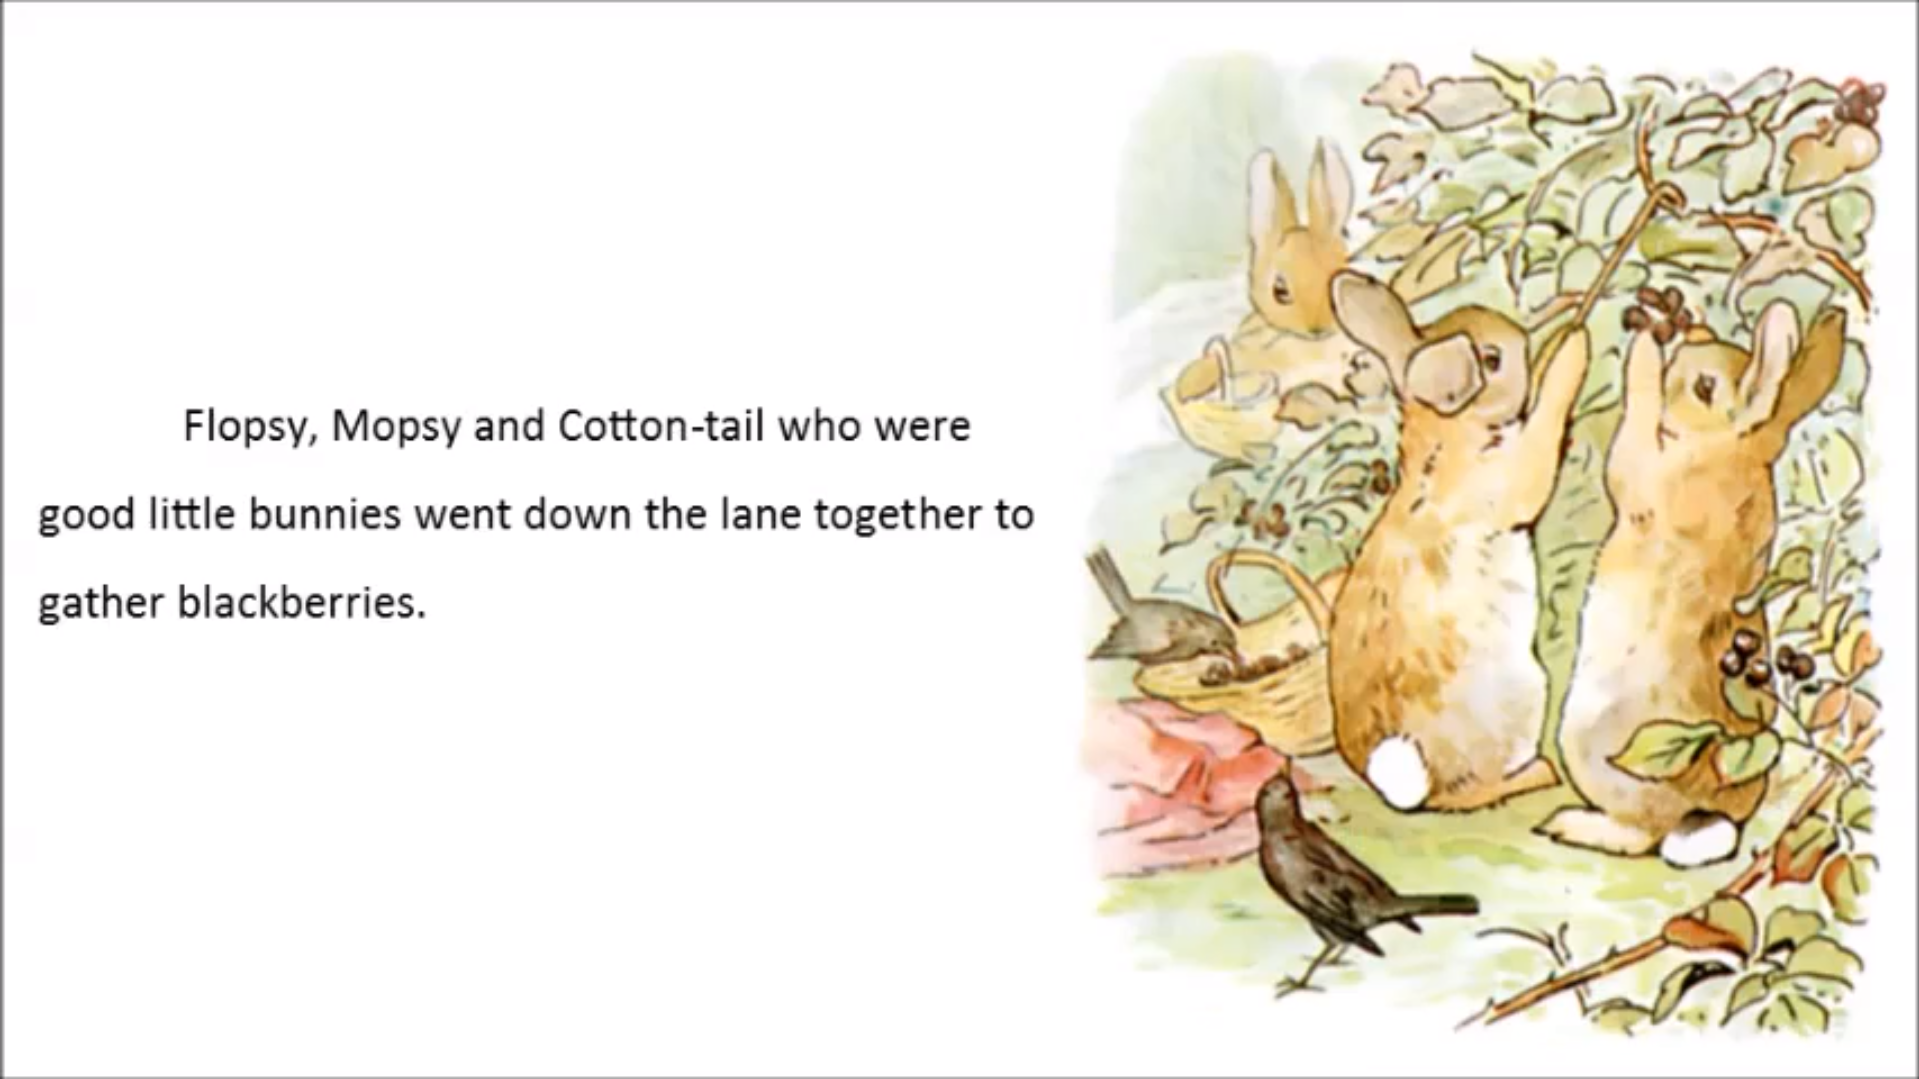 Flopsy, Mopsy and Cotton-tail who were
good little bunnies went down the lane together to
gather blackberries.